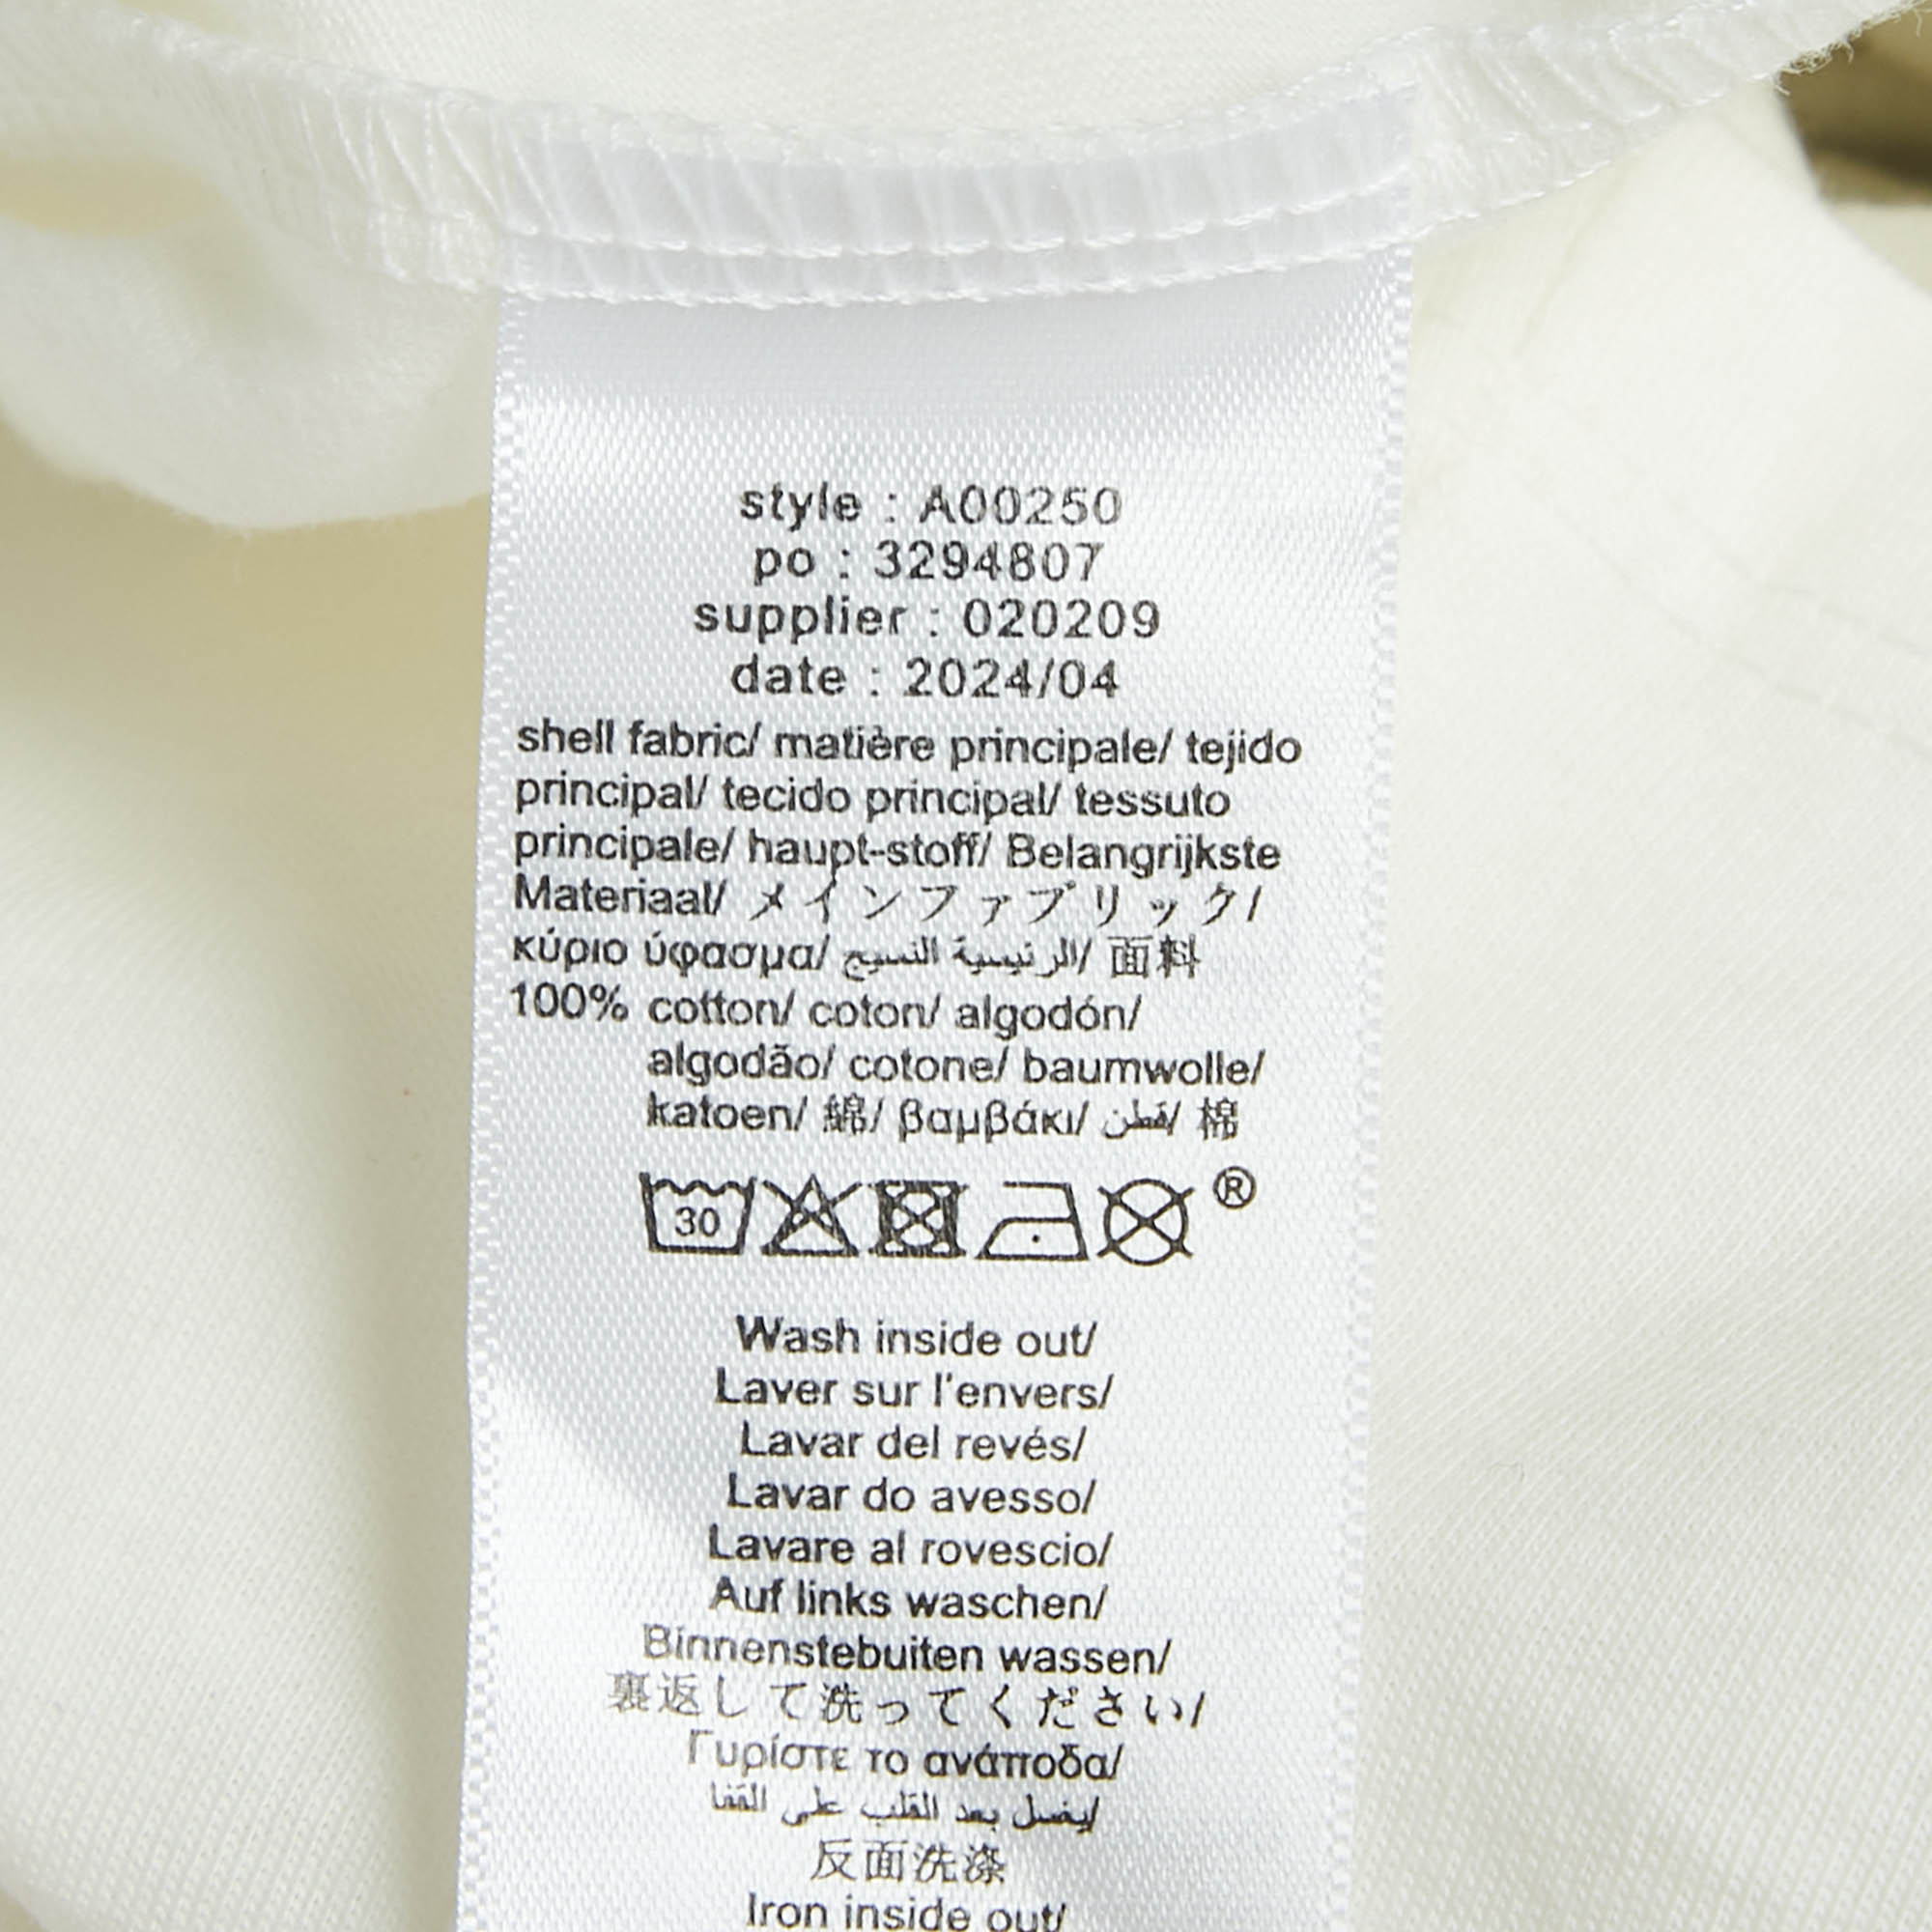 style : A00250
po : 3294807
supplier : 020209
date : 2024/04
shell fabric/ matière principale/ tejido
principal/ tecido principal/ tessuto
principale/ haupt-stoff/ Belangrijkste
Materiaal/ メインファブリック/
κύριο ύφασμα/ الرئيسية النسيج/ 面料
100% cotton/ coton/ algodón/
algodão/ cotone/ baumwolle/
katoen/ 綿/ βαμβάκι/ قطن/ 棉
30 ®
Wash inside out/
Laver sur l'envers/
Lavar del revés/
Lavar do avesso/
Lavare al rovescio/
Auf links waschen/
Binnenstebuiten wassen/
裏返して洗ってください/
Γυρίστε το ανάποδα/
يغسل بعد القلب على القفا/
反面洗涤
Iron inside out/